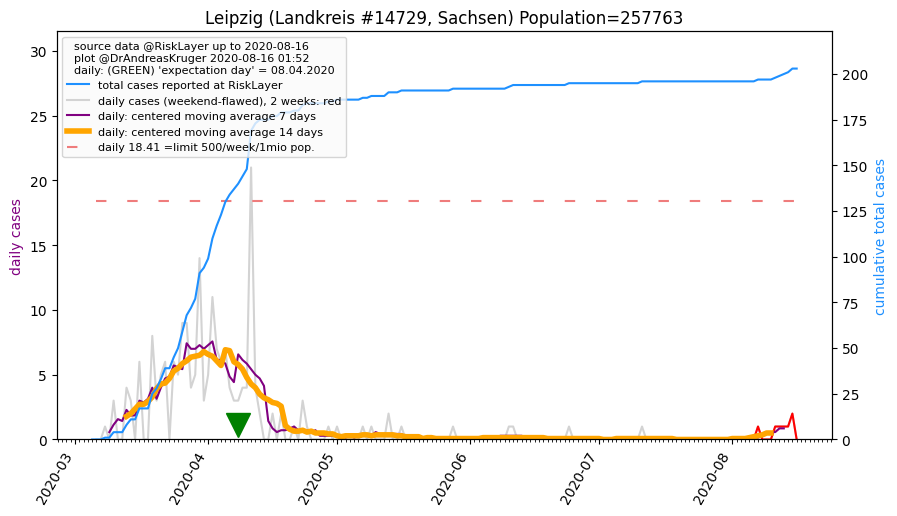 Leipzig (Landkreis #14729, Sachsen) Population=257763
source data @RiskLayer up to 2020-08-16
plot @DrAndreasKruger 2020-08-16 01:52
daily: (GREEN) 'expectation day' = 08.04.2020
total cases reported at RiskLayer
daily cases (weekend-flawed), 2 weeks: red
daily: centered moving average 7 days
daily: centered moving average 14 days
daily 18.41 =limit 500/week/1mio pop.
daily cases
30
25
20
15
10
5
0
cumulative total cases
200
175
150
125
100
75
50
25
0
2020-03
2020-04
2020-05
2020-06
2020-07
2020-08